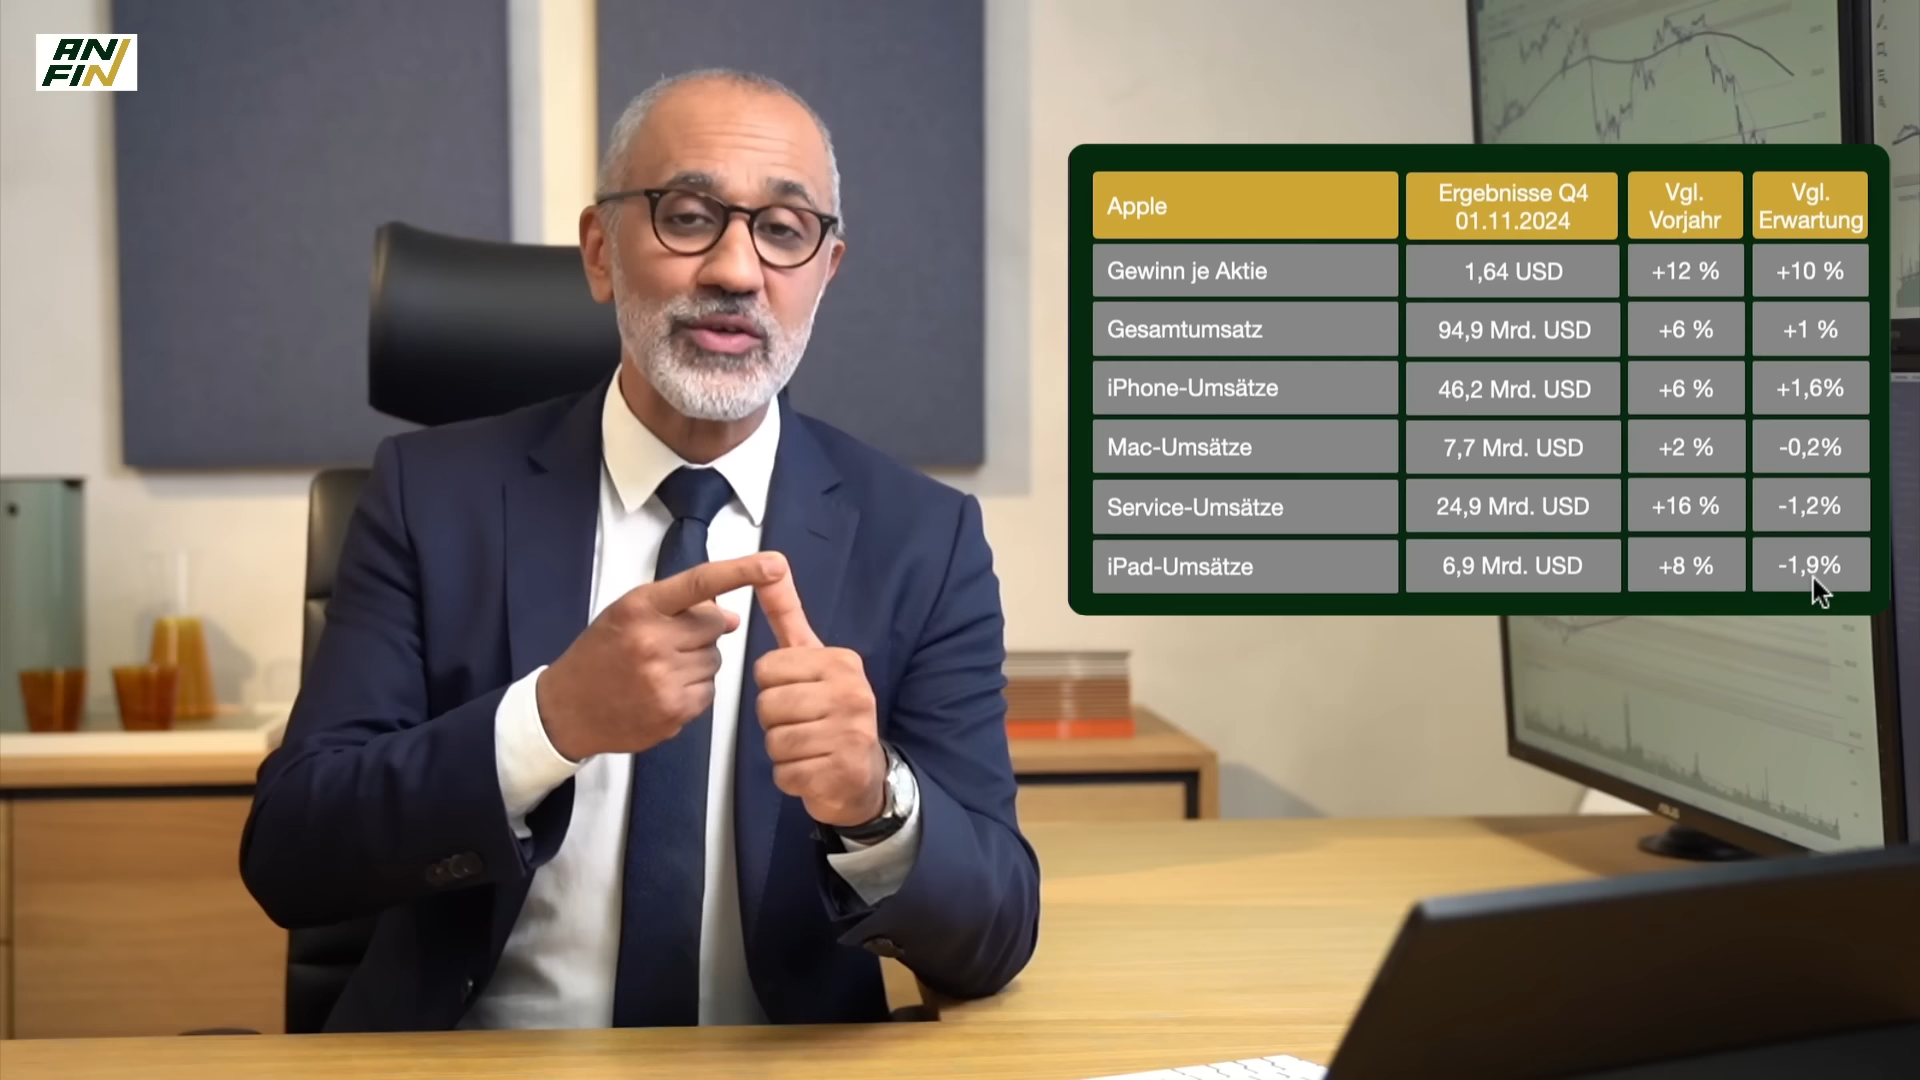 AN
FIN
Apple
Ergebnisse Q4
01.11.2024
Vgl.
Vorjahr
Vgl.
Erwartung
Gewinn je Aktie
1,64 USD
+12 %
+10 %
Gesamtumsatz
94,9 Mrd. USD
+6 %
+1 %
iPhone-Umsätze
46,2 Mrd. USD
+6 %
+1,6%
Mac-Umsätze
7,7 Mrd. USD
+2 %
-0,2%
Service-Umsätze
24,9 Mrd. USD
+16 %
-1,2%
iPad-Umsätze
6,9 Mrd. USD
+8 %
-1,9%
ASUS